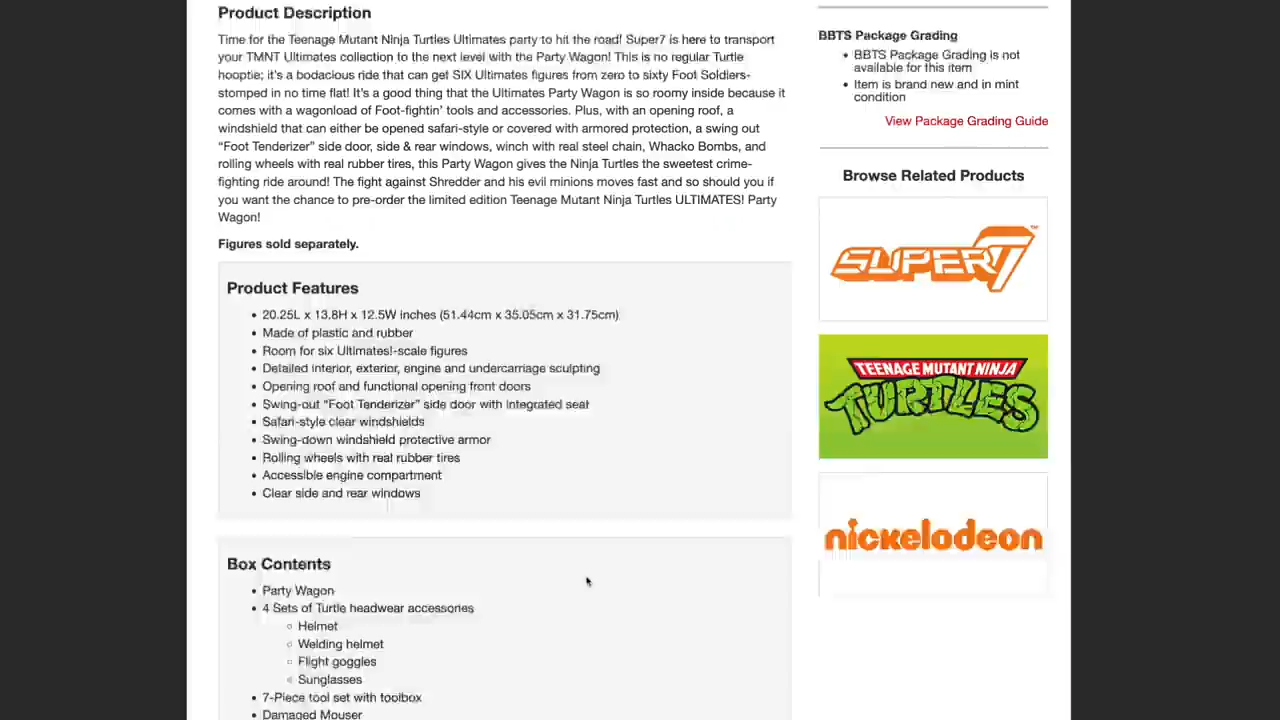 Product Description
Time for the Teenage Mutant Ninja Turtles Ultimates party to hit the road! Super7 is here to transport
your TMNT Ultimates collection to the next level with the Party Wagon! This is no regular Turtle
hooptie; it's a bodacious ride that can get SIX Ultimates figures from zero to sixty Foot Soldiers-
stomped in no time flat! It's a good thing that the Ultimates Party Wagon is so roomy inside because it
comes with a wagonload of Foot-fightin' tools and accessories. Plus, with an opening roof, a
windshield that can either be opened safari-style or covered with armored protection, a swing out
“Foot Tenderizer” side door, side & rear windows, winch with real steel chain, Whacko Bombs, and
rolling wheels with real rubber tires, this Party Wagon gives the Ninja Turtles the sweetest crime-
fighting ride around! The fight against Shredder and his evil minions moves fast and so should you if
you want the chance to pre-order the limited edition Teenage Mutant Ninja Turtles ULTIMATES! Party
Wagon!
Figures sold separately.
Product Features
• 20.25L x 13.8H x 12.5W inches (51.44cm x 35.05cm x 31.75cm)
• Made of plastic and rubber
• Room for six Ultimates!-scale figures
• Detailed interior, exterior, engine and undercarriage sculpting
• Opening roof and functional opening front doors
• Swing-out “Foot Tenderizer” side door with integrated seat
• Safari-style clear windshields
• Swing-down windshield protective armor
• Rolling wheels with real rubber tires
• Accessible engine compartment
• Clear side and rear windows
Box Contents
• Party Wagon
• 4 Sets of Turtle headwear accessories
○ Helmet
○ Welding helmet
○ Flight goggles
○ Sunglasses
• 7-Piece tool set with toolbox
• Damaged Mouser
BBTS Package Grading
• BBTS Package Grading is not
available for this item
• Item is brand new and in mint
condition
View Package Grading Guide
Browse Related Products
SUPER7™
TEENAGE MUTANT NINJA
TURTLES
nickelodeon